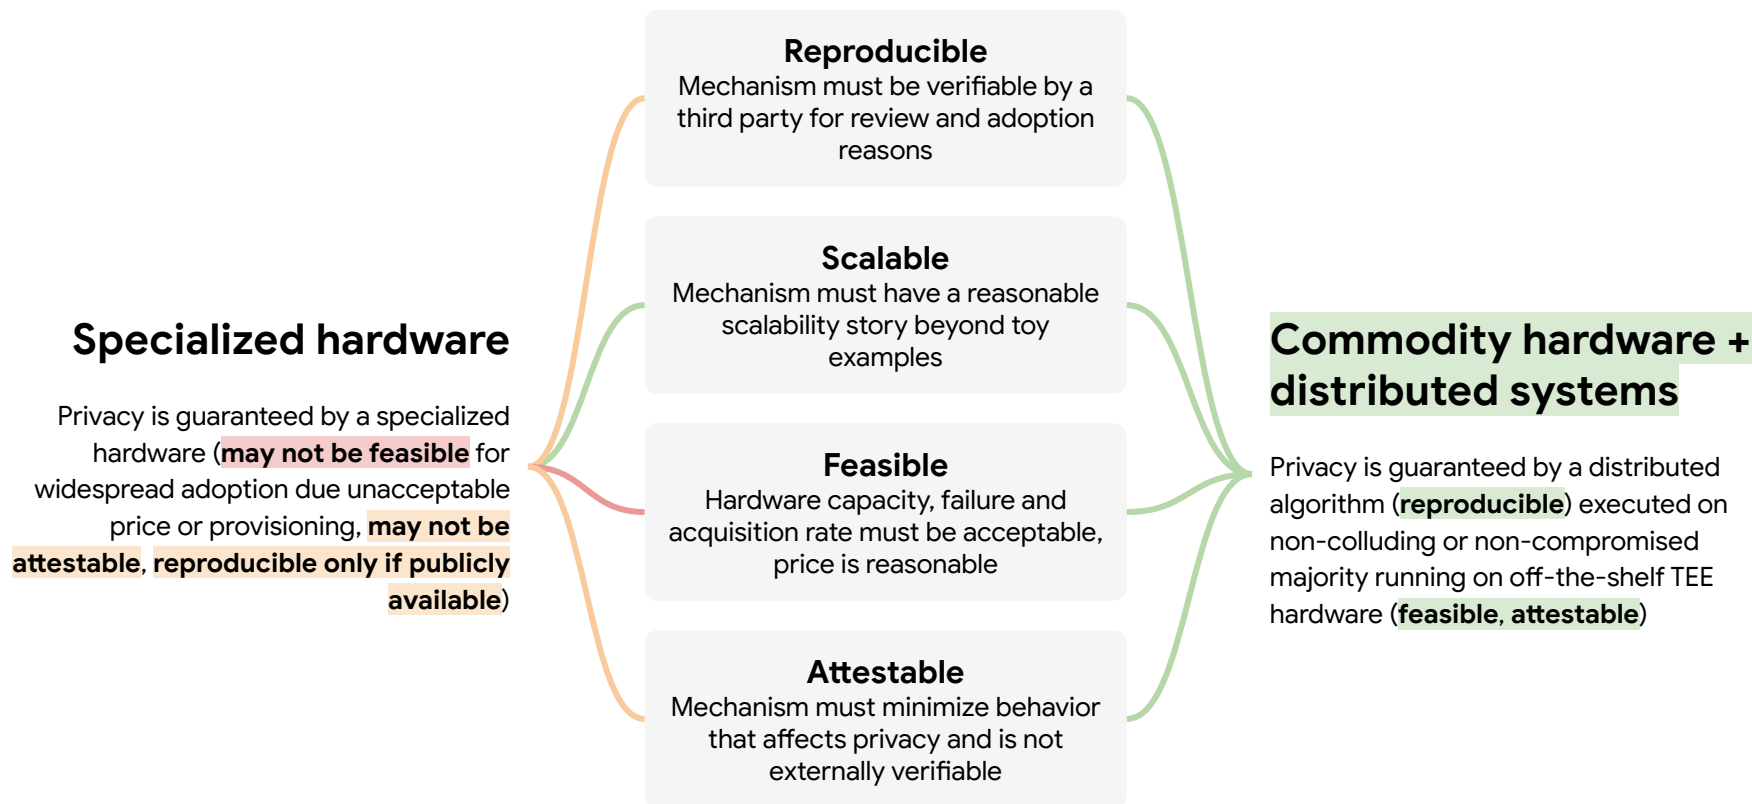 Specialized hardware
Privacy is guaranteed by a specialized
hardware (may not be feasible for
widespread adoption due unacceptable
price or provisioning, may not be
attestable, reproducible only if publicly
available)
Reproducible
Mechanism must be verifiable by a
third party for review and adoption
reasons
Scalable
Mechanism must have a reasonable
scalability story beyond toy
examples
Feasible
Hardware capacity, failure and
acquisition rate must be acceptable,
price is reasonable
Attestable
Mechanism must minimize behavior
that affects privacy and is not
externally verifiable
Commodity hardware +
distributed systems
Privacy is guaranteed by a distributed
algorithm (reproducible) executed on
non-colluding or non-compromised
majority running on off-the-shelf TEE
hardware (feasible, attestable)